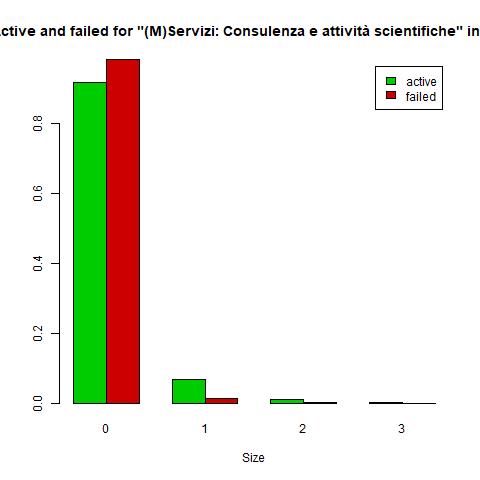 ctive and failed for "(M)Servizi: Consulenza e attività scientifiche" in
active
failed
0.0
0.2
0.4
0.6
0.8
0
1
2
3
Size